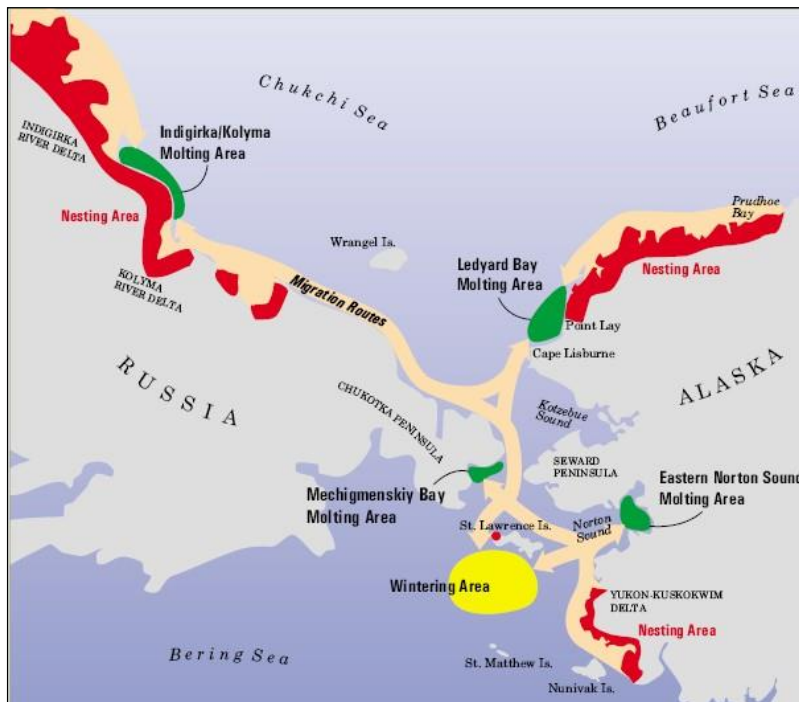 Chukchi Sea
Beaufort Sea
INDIGIRKA
RIVER DELTA
Indigirka/Kolyma
Molting Area
Nesting Area
KOLYMA
RIVER DELTA
Wrangel Is.
Migration Routes
Prudhoe
Bay
Ledyard Bay
Molting Area
Nesting Area
Point Lay
Cape Lisburne
RUSSIA
ALASKA
CHUKOTKA PENINSULA
Kotzebue
Sound
SEWARD
PENINSULA
Mechigmenskiy Bay
Molting Area
Eastern Norton Sound
Molting Area
St. Lawrence Is.
Norton
Sound
Wintering Area
YUKON-KUSKOKWIM
DELTA
Nesting Area
Bering Sea
St. Matthew Is.
Nunivak Is.